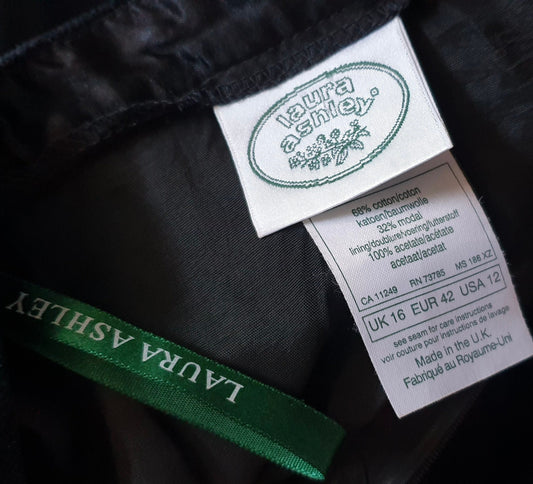 laura
ashley®
68% cotton/coton
katoen/baumwolle
32% modal
lining/doublure/voering/futterstoff
100% acetate/acétate
acetaat/acetat
CA 11249 RN 73785 MS 188 XZ
UK 16 EUR 42 USA 12
see seam for care instructions
voir couture pour instructions de lavage
Made in the U.K.
Fabriqué au Royaume-Uni
LAURA ASHLEY